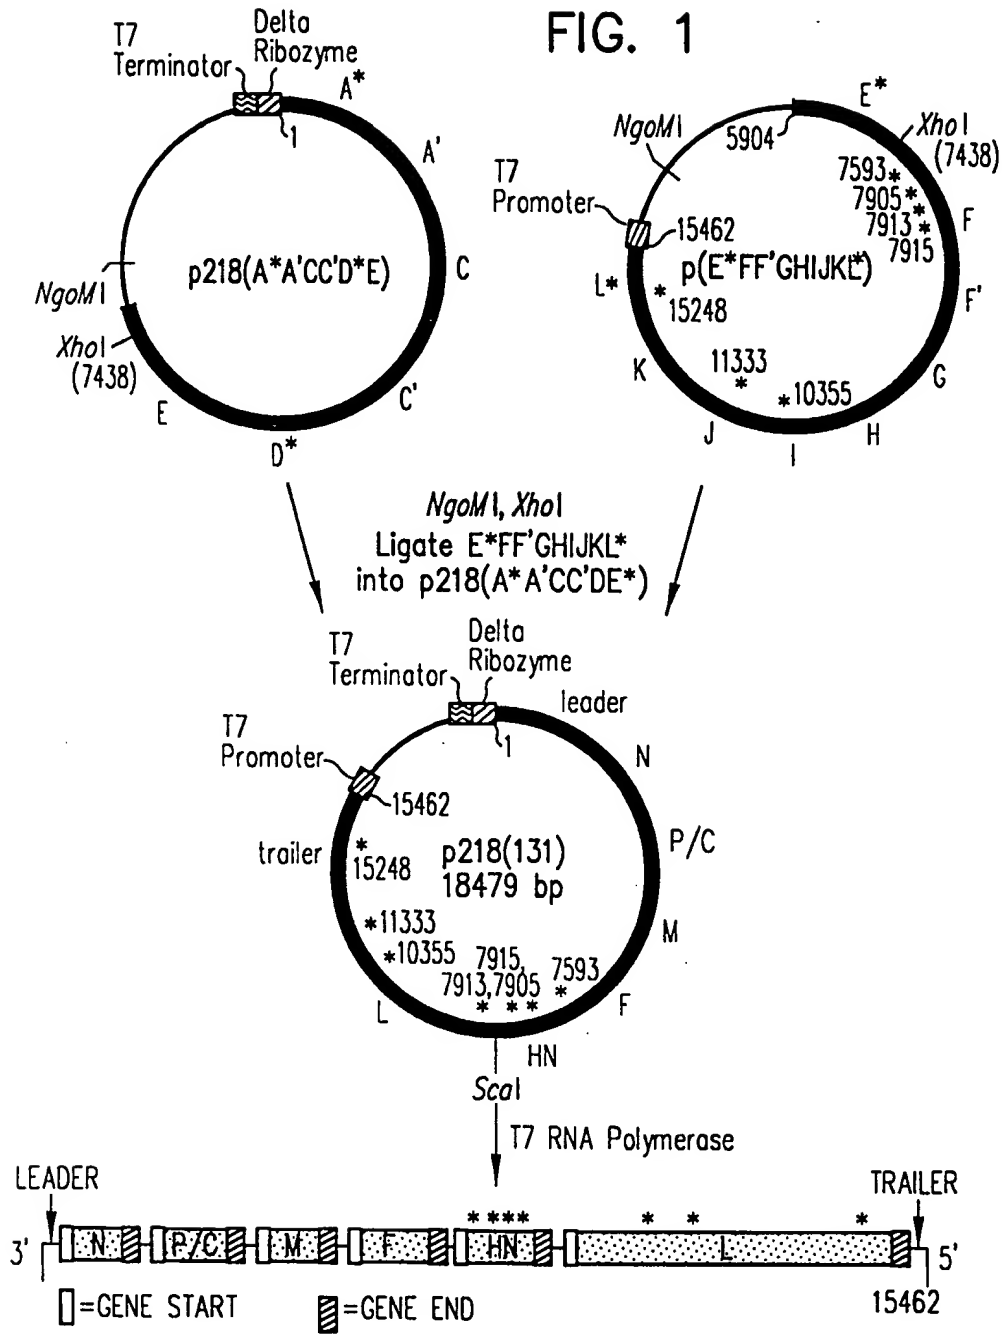 FIG. 1
T7
Terminator
Delta
Ribozyme
1
A*
A'
C
C'
D*
E
NgoMI
XhoI
(7438)
p218(A*A'CC'D*E)
E*
XhoI
(7438)
F
F'
G
H
I
J
K
L*
NgoMI
T7
Promoter
5904
7593*
7905*
7913*
7915*
15462
p(E*FF'GHIJKL*)
*
15248
11333
*
*10355
NgoMI, XhoI
Ligate E*FF'GHIJKL*
into p218(A*A'CC'DE*)
T7
Terminator
Delta
Ribozyme
leader
1
T7
Promoter
15462
N
P/C
M
F
HN
L
trailer
*
15248
p218(131)
18479 bp
*11333
*10355
7915,
7913,7905
* * *
7593
*
ScaI
T7 RNA Polymerase
LEADER
TRAILER
* * * * * * *
3' N P/C M F HN L 5'
15462
=GENE START
=GENE END